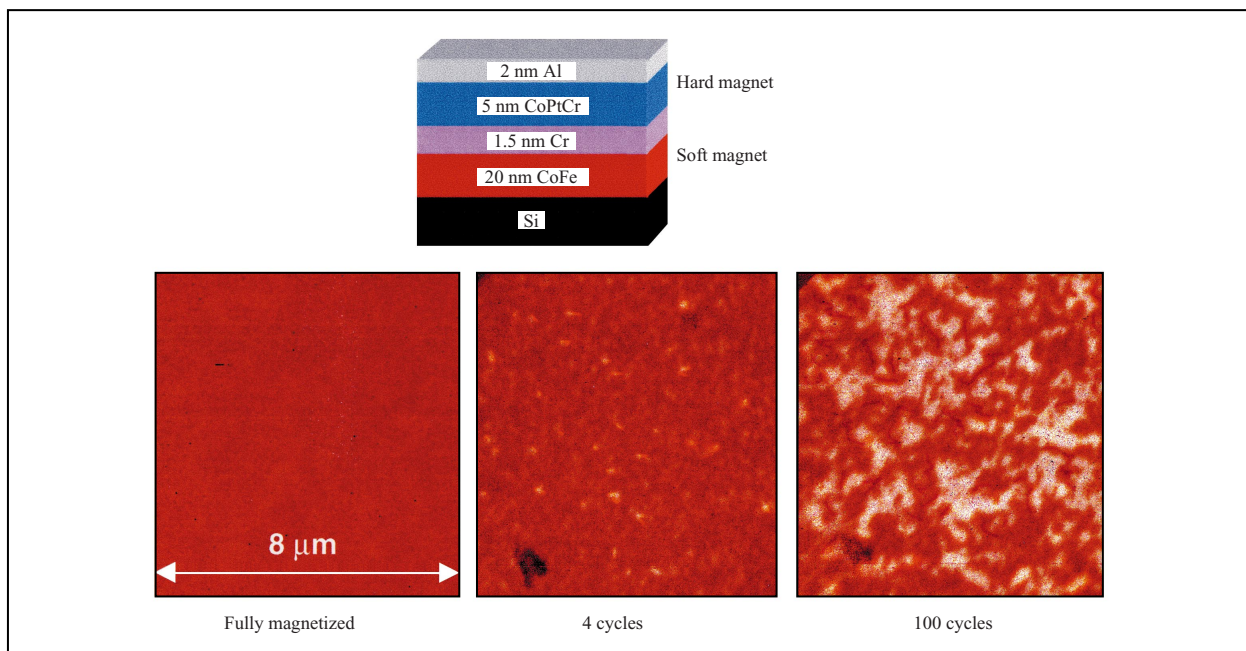 2 nm Al
Hard magnet
5 nm CoPtCr
1.5 nm Cr
Soft magnet
20 nm CoFe
Si
8 μm
Fully magnetized
4 cycles
100 cycles